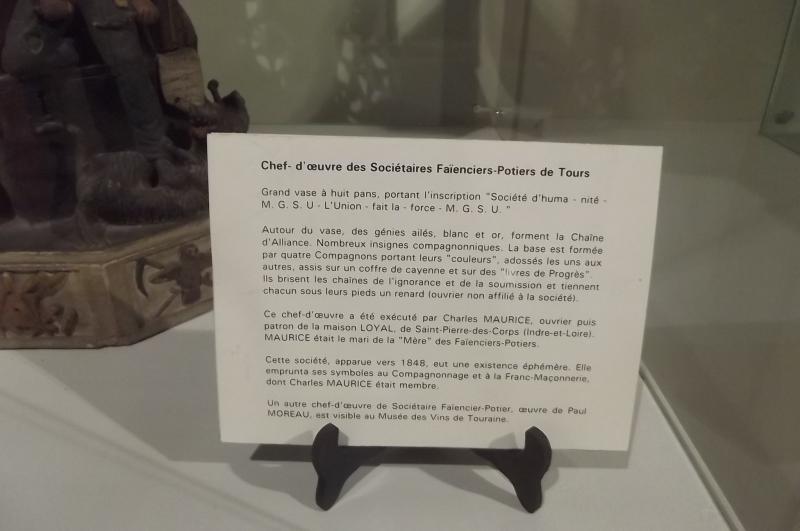 Chef- d'œuvre des Sociétaires Faïenciers-Potiers de Tours
Grand vase à huit pans, portant l'inscription "Société d'huma - nité -
M. G. S. U - L'Union - fait la - force - M. G. S. U. "
Autour du vase, des génies ailés, blanc et or, forment la Chaîne
d'Alliance. Nombreux insignes compagnonniques. La base est formée
par quatre Compagnons portant leurs "couleurs", adossés les uns aux
autres, assis sur un coffre de cayenne et sur des "livres de Progrès".
Ils brisent les chaînes de l'ignorance et de la soumission et tiennent
chacun sous leurs pieds un renard (ouvrier non affilié à la société).
Ce chef-d'œuvre a été exécuté par Charles MAURICE, ouvrier puis
patron de la maison LOYAL, de Saint-Pierre-des-Corps (Indre-et-Loire).
MAURICE était le mari de la "Mère" des Faïenciers-Potiers.
Cette société, apparue vers 1848, eut une existence éphémère. Elle
emprunta ses symboles au Compagnonnage et à la Franc-Maçonnerie,
dont Charles MAURICE était membre.
Un autre chef-d'œuvre de Sociétaire Faïencier-Potier, œuvre de Paul
MOREAU, est visible au Musée des Vins de Touraine.